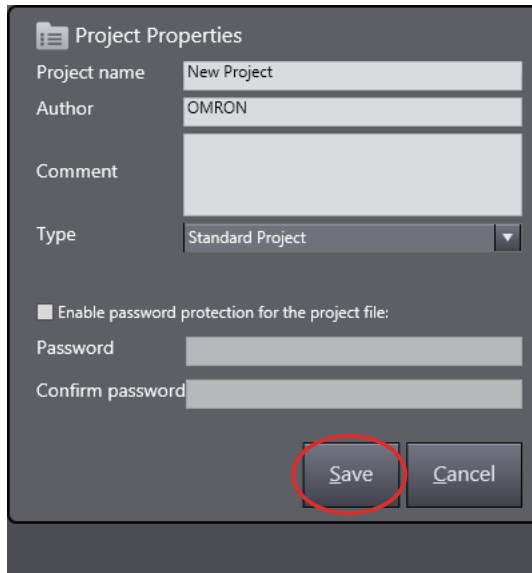 Project Properties
Project name New Project
Author OMRON
Comment
Type Standard Project
Enable password protection for the project file:
Password
Confirm password
Save Cancel